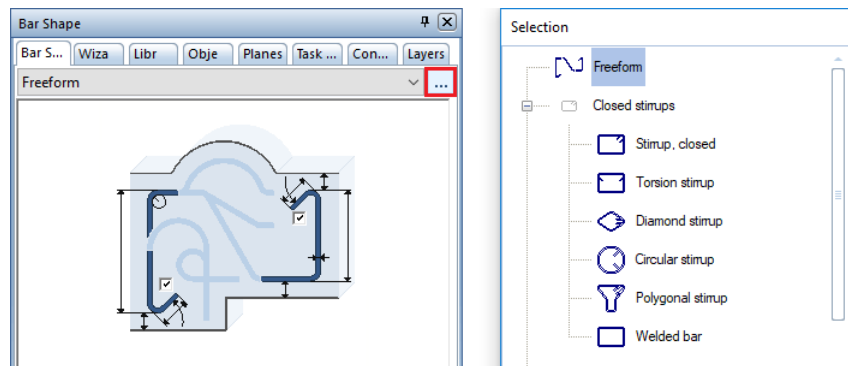 Bar Shape
Bar S... Wiza Libr Obje Planes Task ... Con... Layers
Freeform ...
Selection
Freeform
Closed stirrups
Stirrup, closed
Torsion stirrup
Diamond stirrup
Circular stirrup
Polygonal stirrup
Welded bar